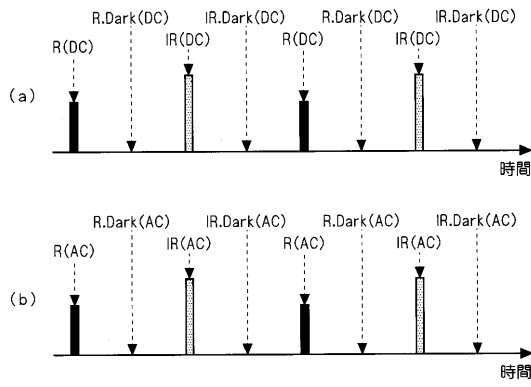 R.Dark(DC) IR.Dark(DC) R.Dark(DC) IR.Dark(DC)
R(DC) IR(DC) R(DC) IR(DC)
(a)
時間
R.Dark(AC) IR.Dark(AC) R.Dark(AC) IR.Dark(AC)
R(AC) IR(AC) R(AC) IR(AC)
(b)
時間